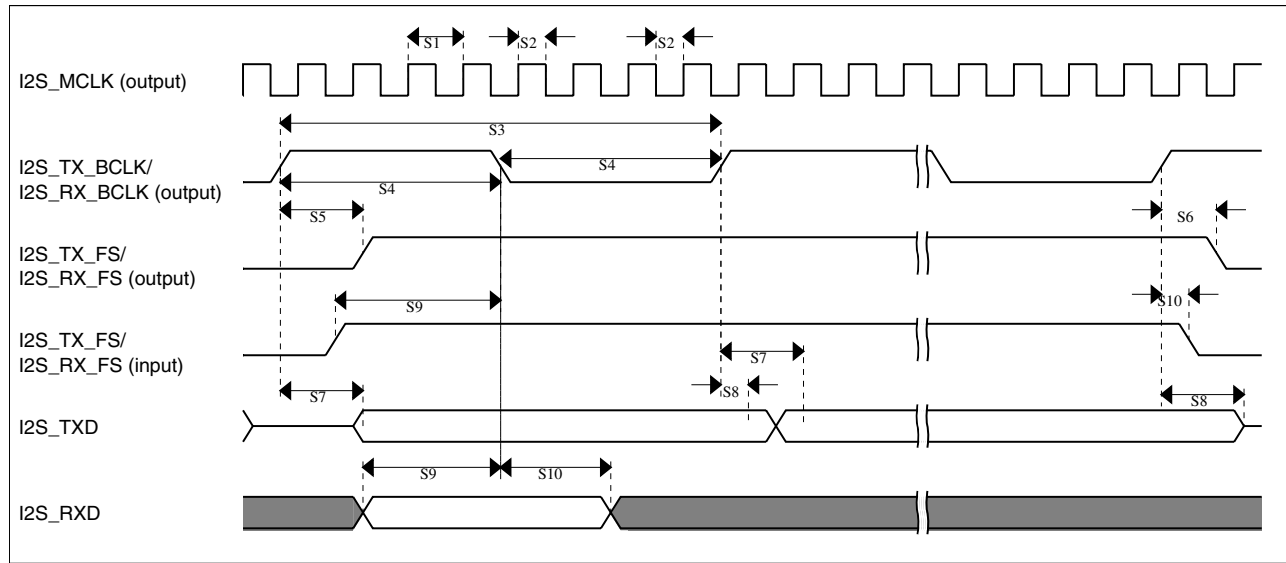 S1
S2
S2
I2S_MCLK (output)
S3
I2S_TX_BCLK/
I2S_RX_BCLK (output)
S4
S4
S5
S6
I2S_TX_FS/
I2S_RX_FS (output)
S9
S10
I2S_TX_FS/
I2S_RX_FS (input)
S7
S7
S8
S8
I2S_TXD
S9
S10
I2S_RXD